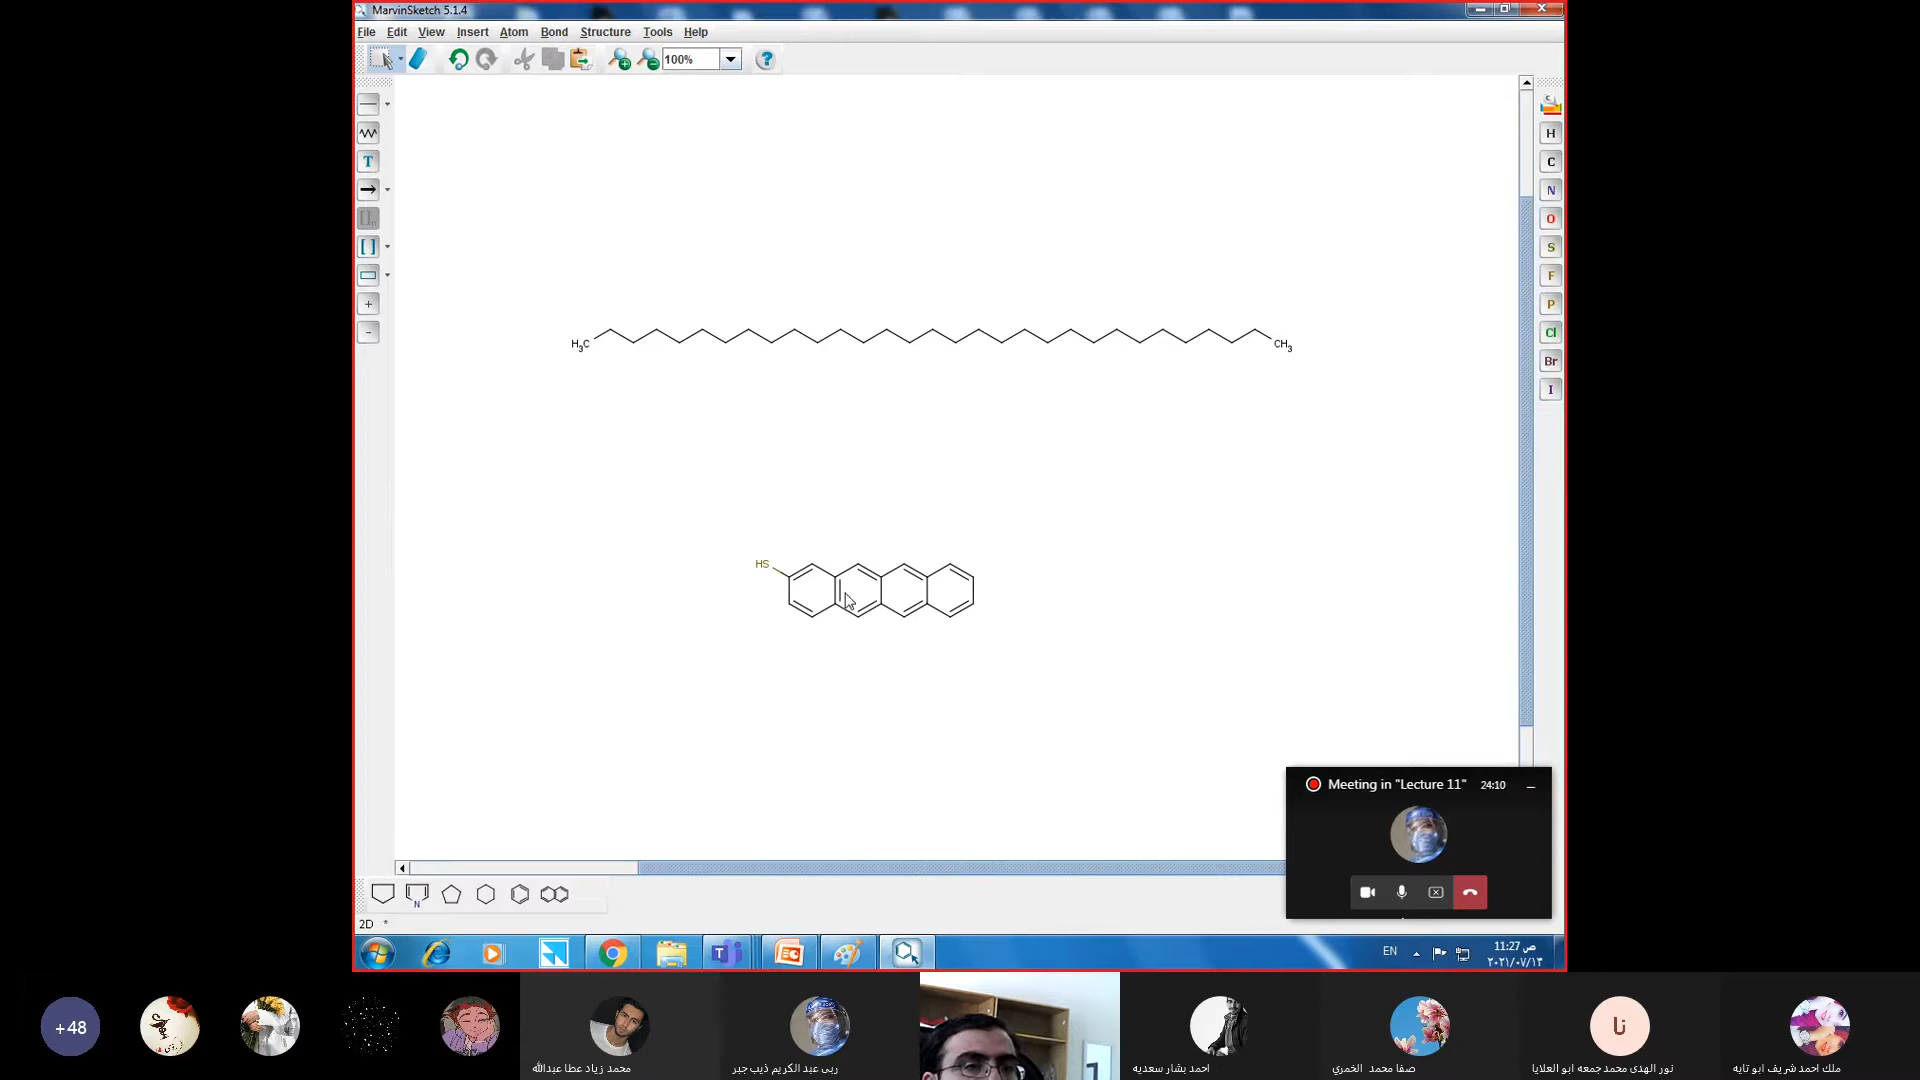 MarvinSketch 5.1.4
File Edit View Insert Atom Bond Structure Tools Help
100%
T
H
C
N
O
S
F
P
Cl
Br
I
H3C
CH3
HS
Meeting in "Lecture 11" 24:10
N
2D *
EN
11:27 ص
٢٠٢١/٠٧/١٣
+48
محمد زياد عطا عبدالله
ربى عبد الكريم ذيب جبر
احمد بشار سعديه
صفا محمد الخمري
نا
نور الهدى محمد جمعه ابو العلايا
ملك احمد شريف ابو تايه